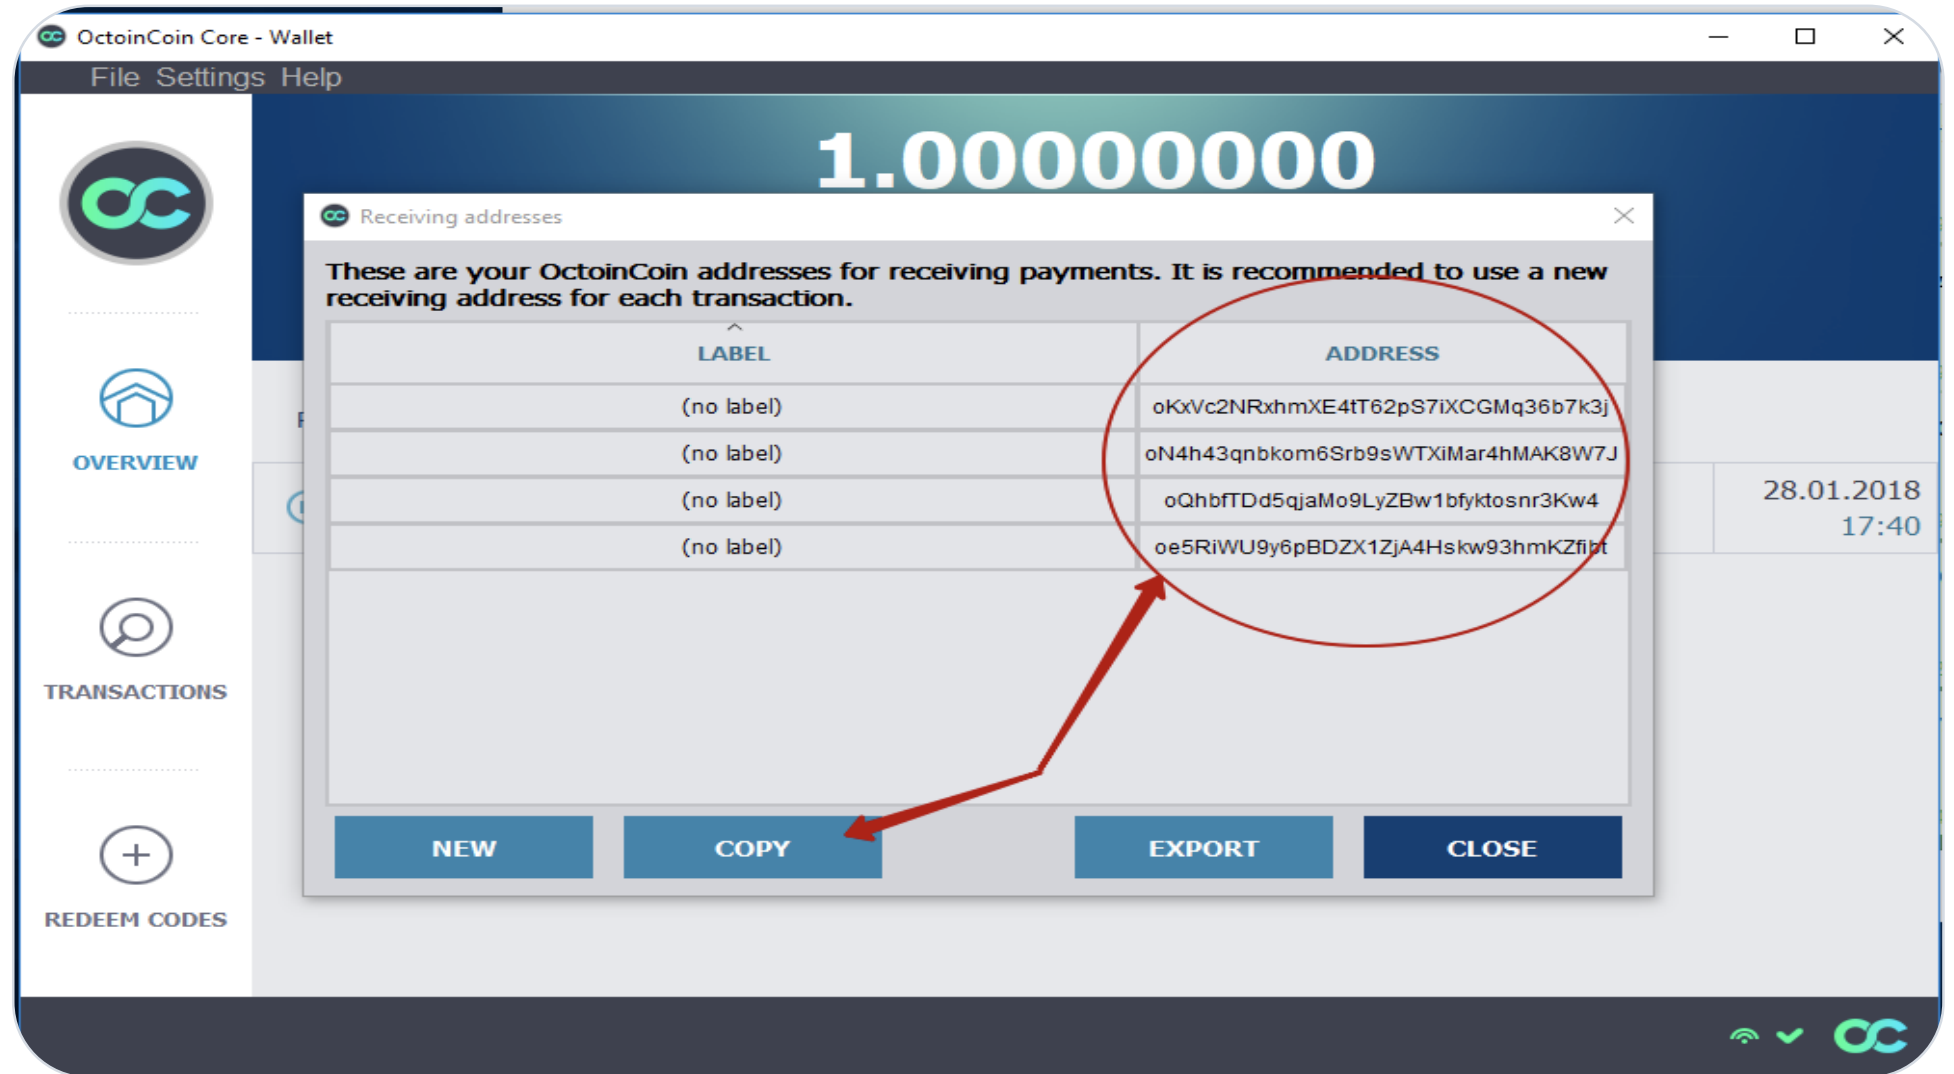 OctoinCoin Core - Wallet
File Settings Help
1.00000000
Receiving addresses
These are your OctoinCoin addresses for receiving payments. It is recommended to use a new
receiving address for each transaction.
LABEL ADDRESS
(no label) oKxVc2NRxhmXE4tT62pS7iXCGMq36b7k3j
(no label) oN4h43qnbkom6Srb9sWTXiMar4hMAK8W7J
(no label) oQhbfTDd5qjaMo9LyZBw1bfyktosnr3Kw4
(no label) oe5RiWU9y6pBDZX1ZjA4Hskw93hmKZfibt
NEW COPY EXPORT CLOSE
OVERVIEW
TRANSACTIONS
REDEEM CODES
28.01.2018
17:40